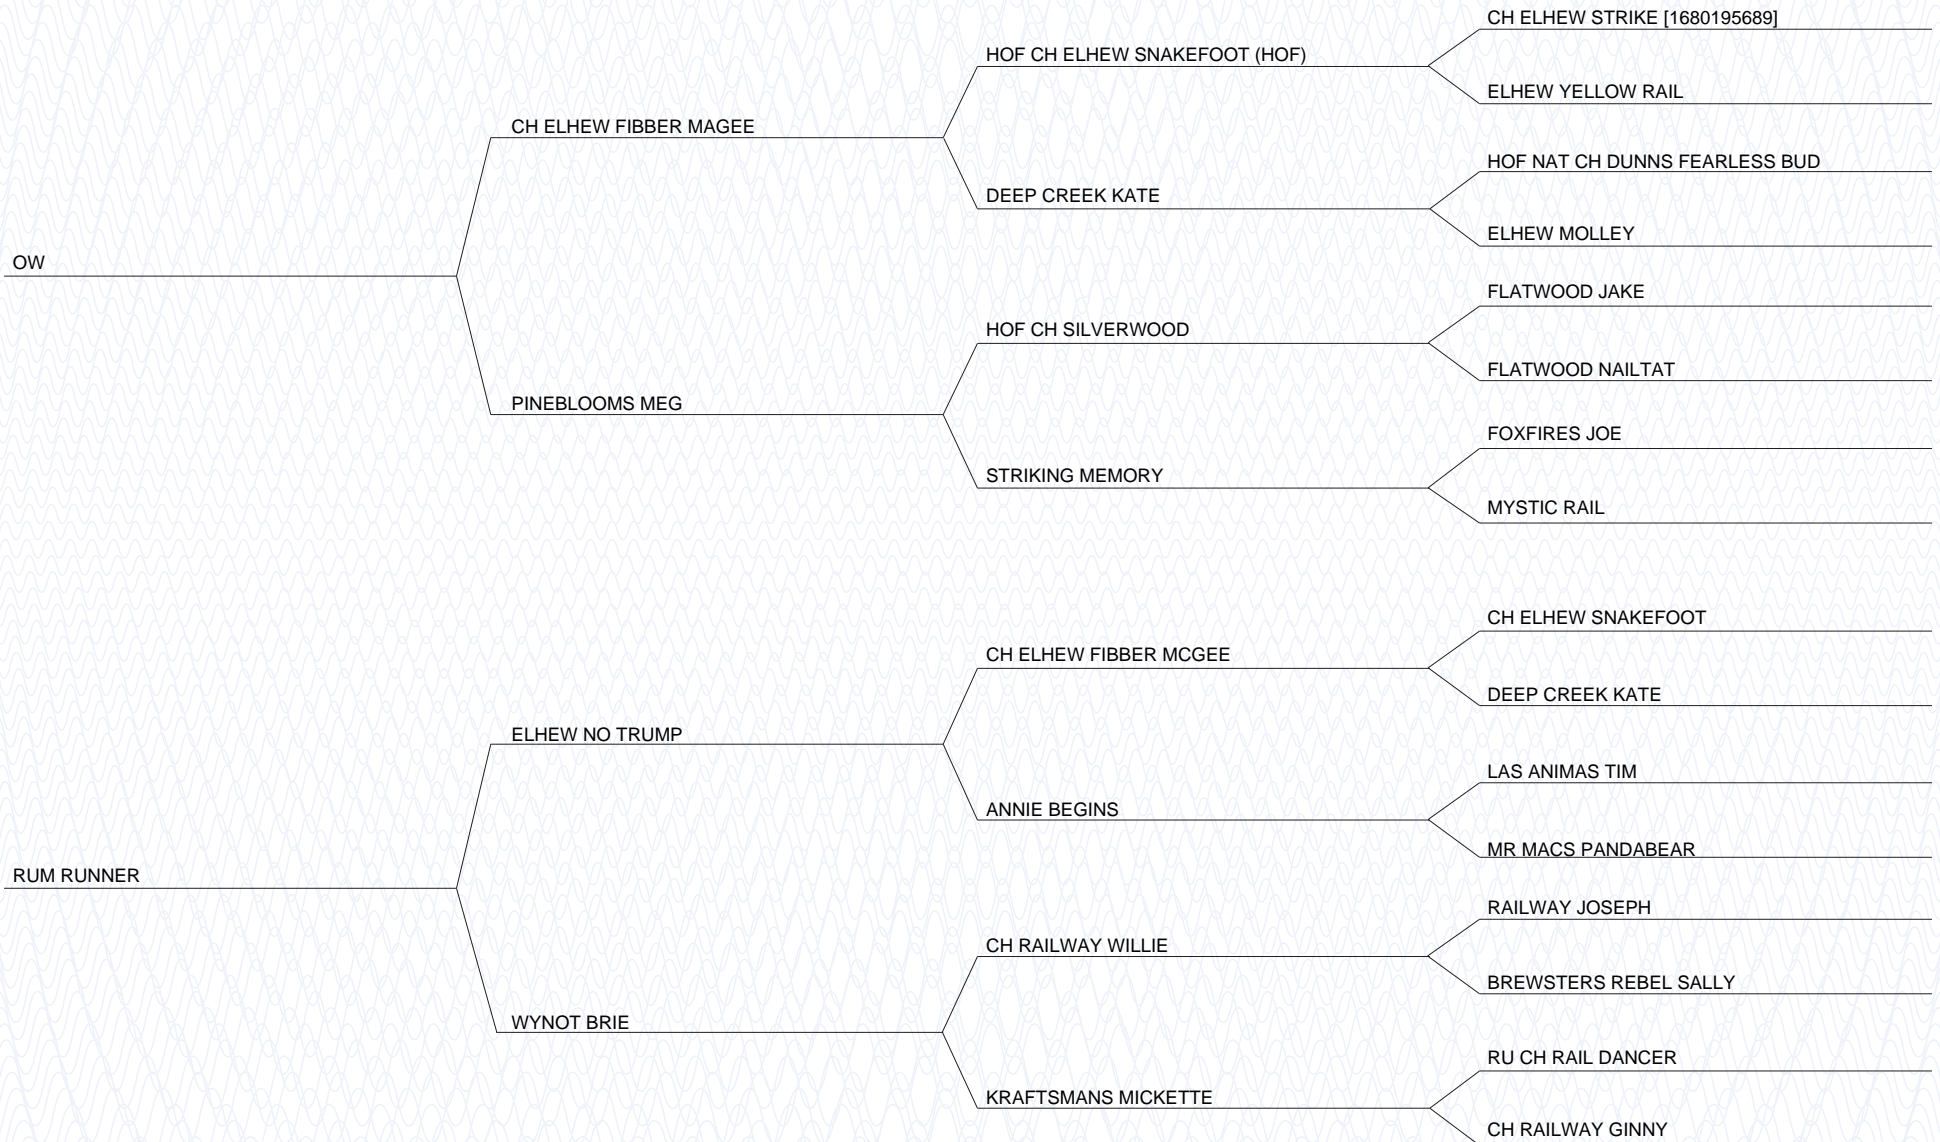 CH ELHEW STRIKE [1680195689]
HOF CH ELHEW SNAKEFOOT (HOF)
ELHEW YELLOW RAIL
CH ELHEW FIBBER MAGEE
HOF NAT CH DUNNS FEARLESS BUD
DEEP CREEK KATE
ELHEW MOLLEY
OW
FLATWOOD JAKE
HOF CH SILVERWOOD
FLATWOOD NAILTAT
PINEBLOOMS MEG
FOXFIRES JOE
STRIKING MEMORY
MYSTIC RAIL
CH ELHEW SNAKEFOOT
CH ELHEW FIBBER MCGEE
DEEP CREEK KATE
ELHEW NO TRUMP
LAS ANIMAS TIM
ANNIE BEGINS
MR MACS PANDABEAR
RUM RUNNER
RAILWAY JOSEPH
CH RAILWAY WILLIE
BREWSTERS REBEL SALLY
WYNOT BRIE
RU CH RAIL DANCER
KRAFTSMANS MICKETTE
CH RAILWAY GINNY